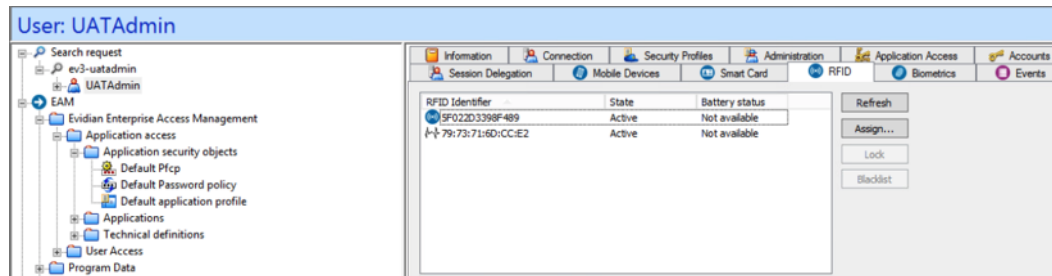 User: UATAdmin
Search request
ev3-uatadmin
UATAdmin
EAM
Evidian Enterprise Access Management
Application access
Application security objects
Default Pfcp
Default Password policy
Default application profile
Applications
Technical definitions
User Access
Program Data
Information Connection Security Profiles Administration Application Access Accounts
Session Delegation Mobile Devices Smart Card RFID Biometrics Events
RFID Identifier State Battery status
5F022D3398F489 Active Not available
79:73:71:6D:CC:E2 Active Not available
Refresh
Assign...
Lock
Blacklist